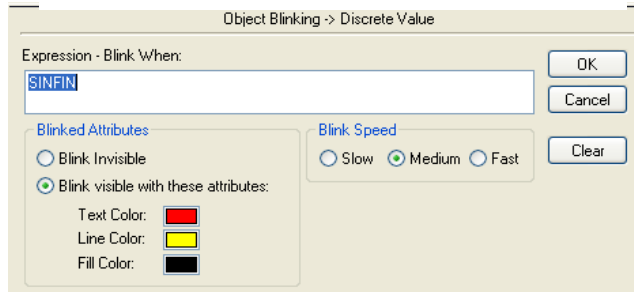 Object Blinking -> Discrete Value
Expression - Blink When:
SINFIN
OK
Cancel
Clear
Blinked Attributes
Blink Invisible
Blink visible with these attributes:
Text Color:
Line Color:
Fill Color:
Blink Speed
Slow Medium Fast